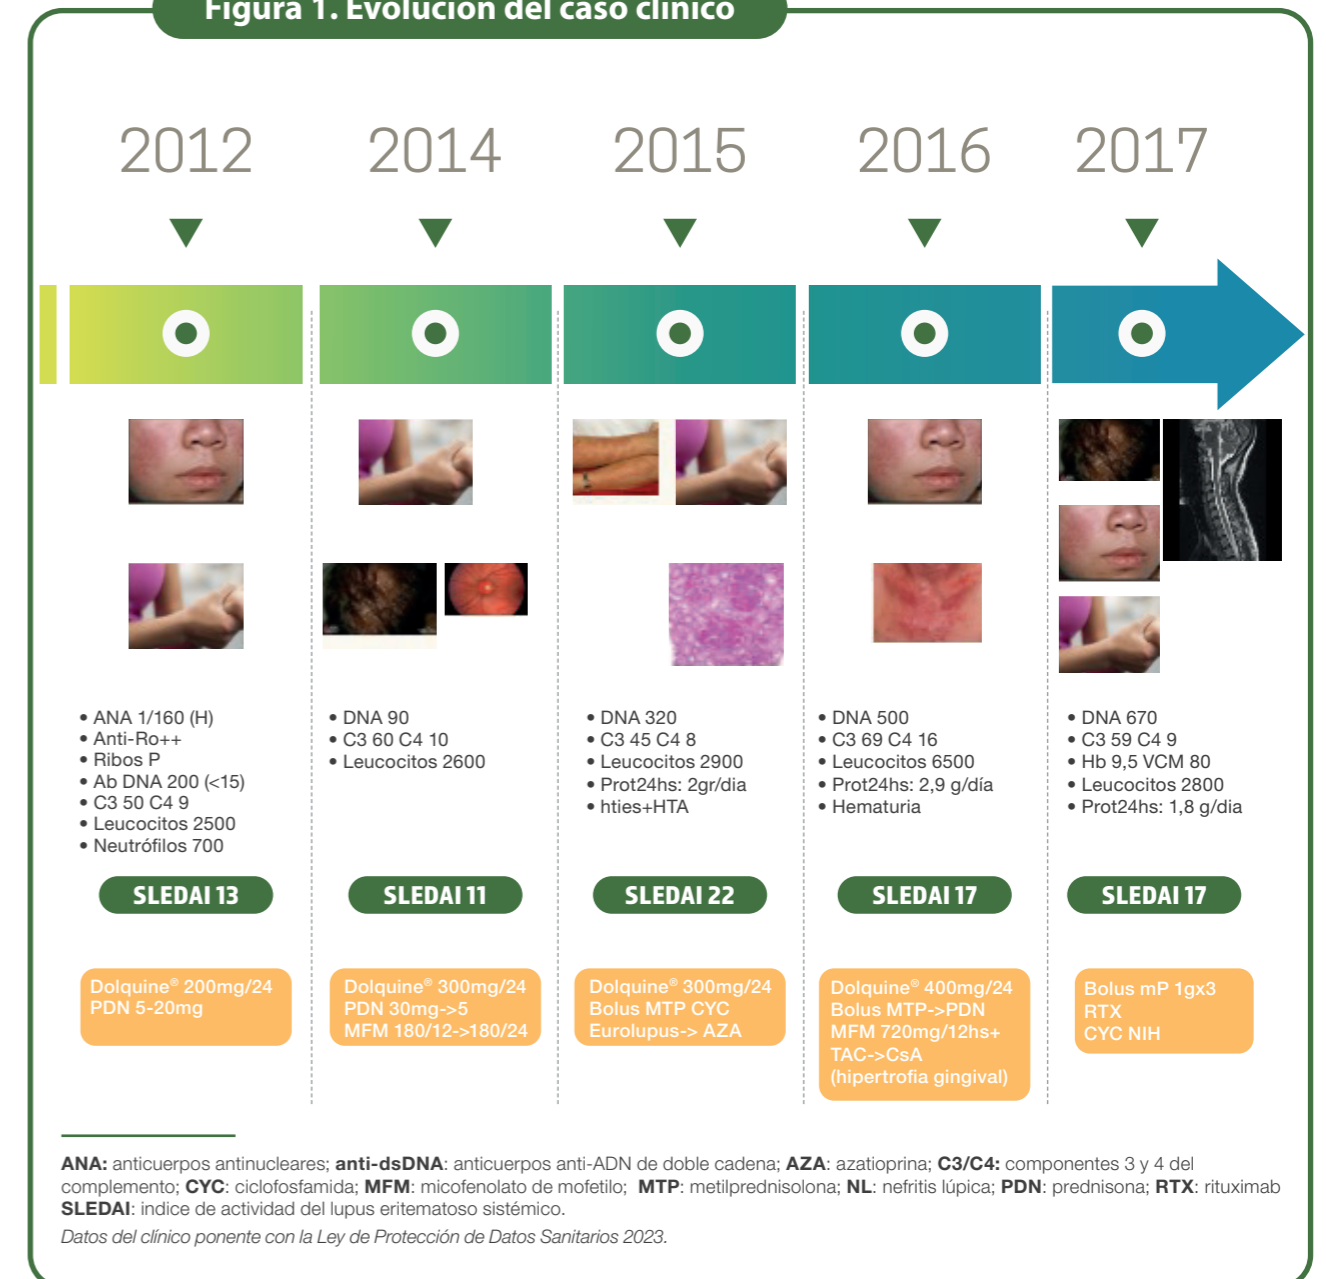 Figura 1. Evolución del caso clínico
2012
2014
2015
2016
2017
• ANA 1/160 (H)
• Anti-Ro++
• Ribos P
• Ab DNA 200 (<15)
• C3 50 C4 9
• Leucocitos 2500
• Neutrófilos 700
SLEDAI 13
Dolquine® 200mg/24
PDN 5-20mg
• DNA 90
• C3 60 C4 10
• Leucocitos 2600
SLEDAI 11
Dolquine® 300mg/24
PDN 30mg->5
MFM 180/12->180/24
• DNA 320
• C3 45 C4 8
• Leucocitos 2900
• Prot24hs: 2gr/dia
• hties+HTA
SLEDAI 22
Dolquine® 300mg/24
Bolus MTP CYC
Eurolupus-> AZA
• DNA 500
• C3 69 C4 16
• Leucocitos 6500
• Prot24hs: 2,9 g/día
• Hematuria
SLEDAI 17
Dolquine® 400mg/24
Bolus MTP->PDN
MFM 720mg/12hs+
TAC->CsA
(hipertrofia gingival)
• DNA 670
• C3 59 C4 9
• Hb 9,5 VCM 80
• Leucocitos 2800
• Prot24hs: 1,8 g/dia
SLEDAI 17
Bolus mP 1gx3
RTX
CYC NIH
ANA: anticuerpos antinucleares; anti-dsDNA: anticuerpos anti-ADN de doble cadena; AZA: azatioprina; C3/C4: componentes 3 y 4 del
complemento; CYC: ciclofosfamida; MFM: micofenolato de mofetilo; MTP: metilprednisolona; NL: nefritis lúpica; PDN: prednisona; RTX: rituximab
SLEDAI: indice de actividad del lupus eritematoso sistémico.
Datos del clínico ponente con la Ley de Protección de Datos Sanitarios 2023.